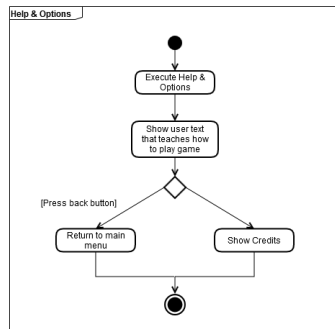 Help & Options
Execute Help &
Options
Show user text
that teaches how
to play game
[Press back button]
Return to main
menu
Show Credits